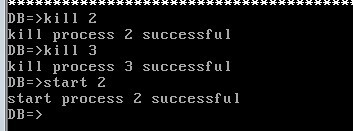 ************************************************
DB=>kill 2
kill process 2 successful
DB=>kill 3
kill process 3 successful
DB=>start 2
start process 2 successful
DB=>